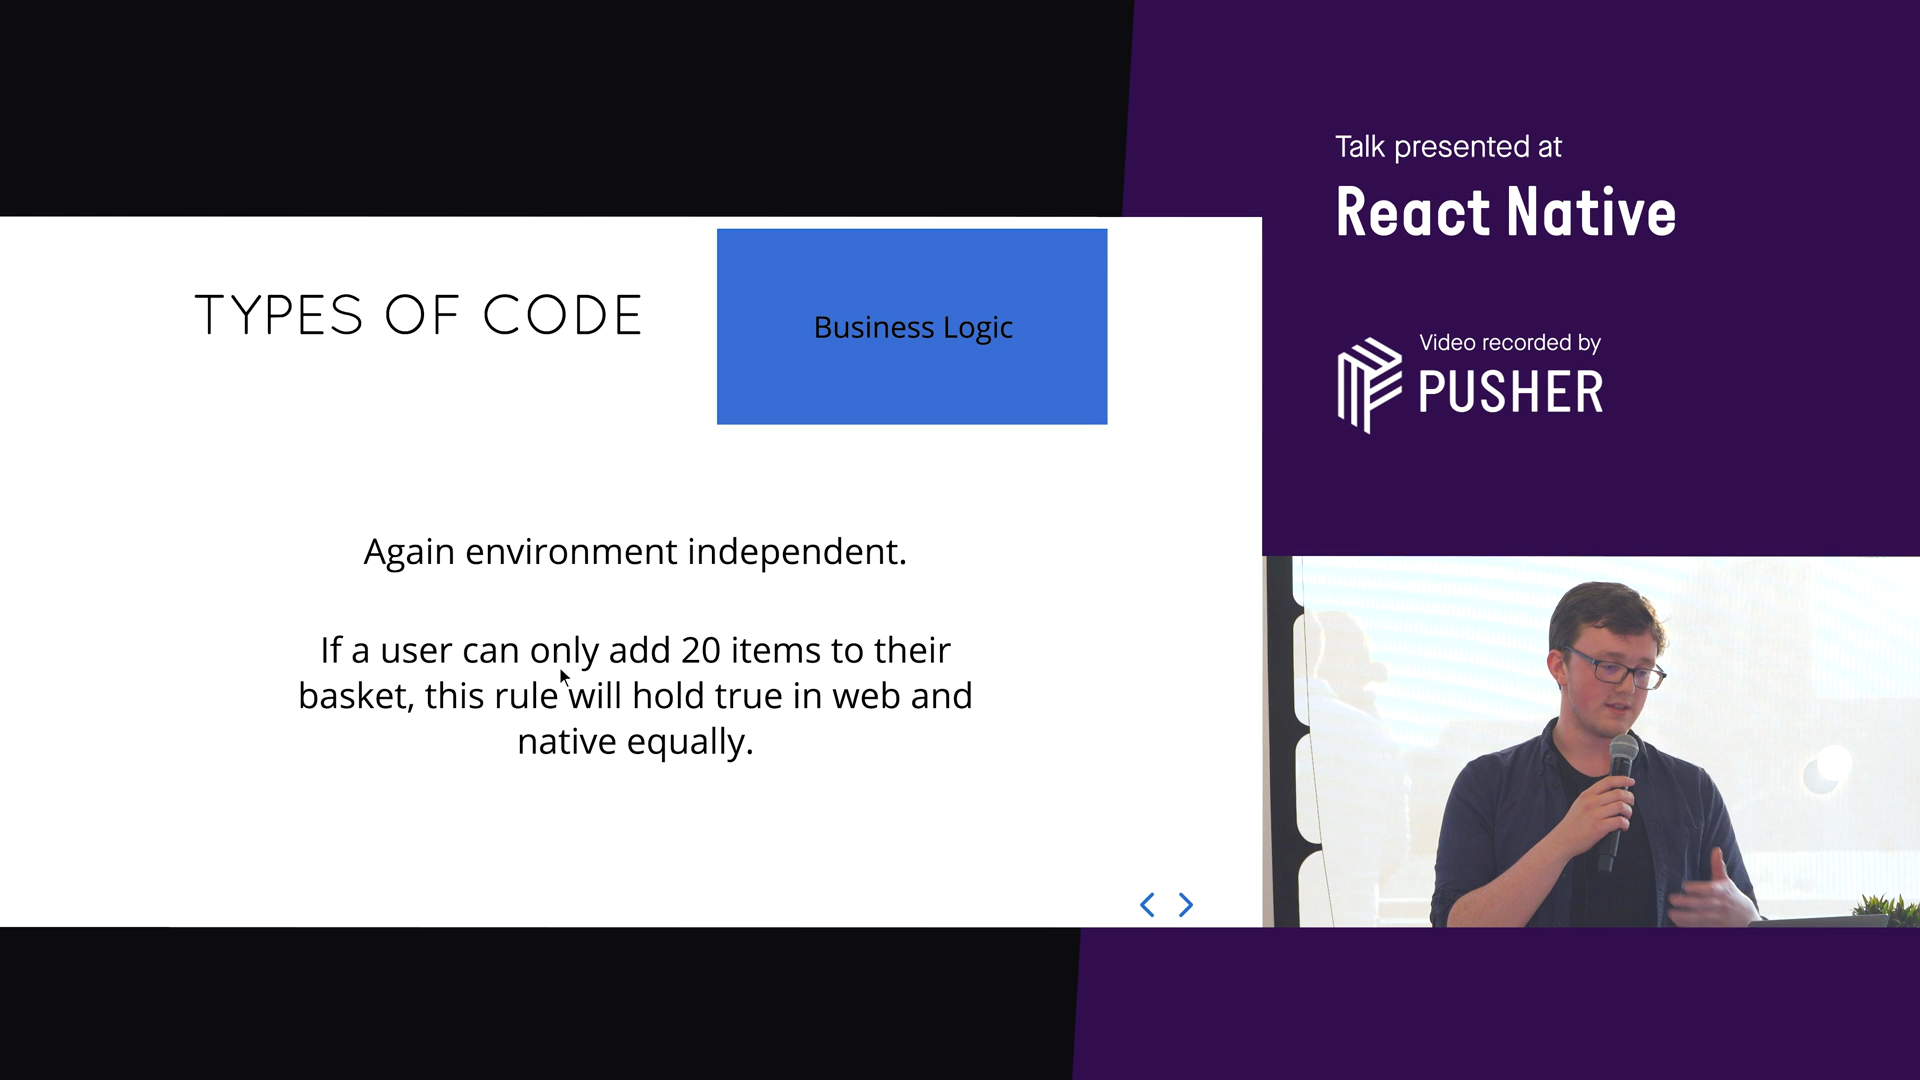 TYPES OF CODE
Business Logic
Again environment independent.
If a user can only add 20 items to their
basket, this rule will hold true in web and
native equally.
Talk presented at
React Native
Video recorded by
PUSHER